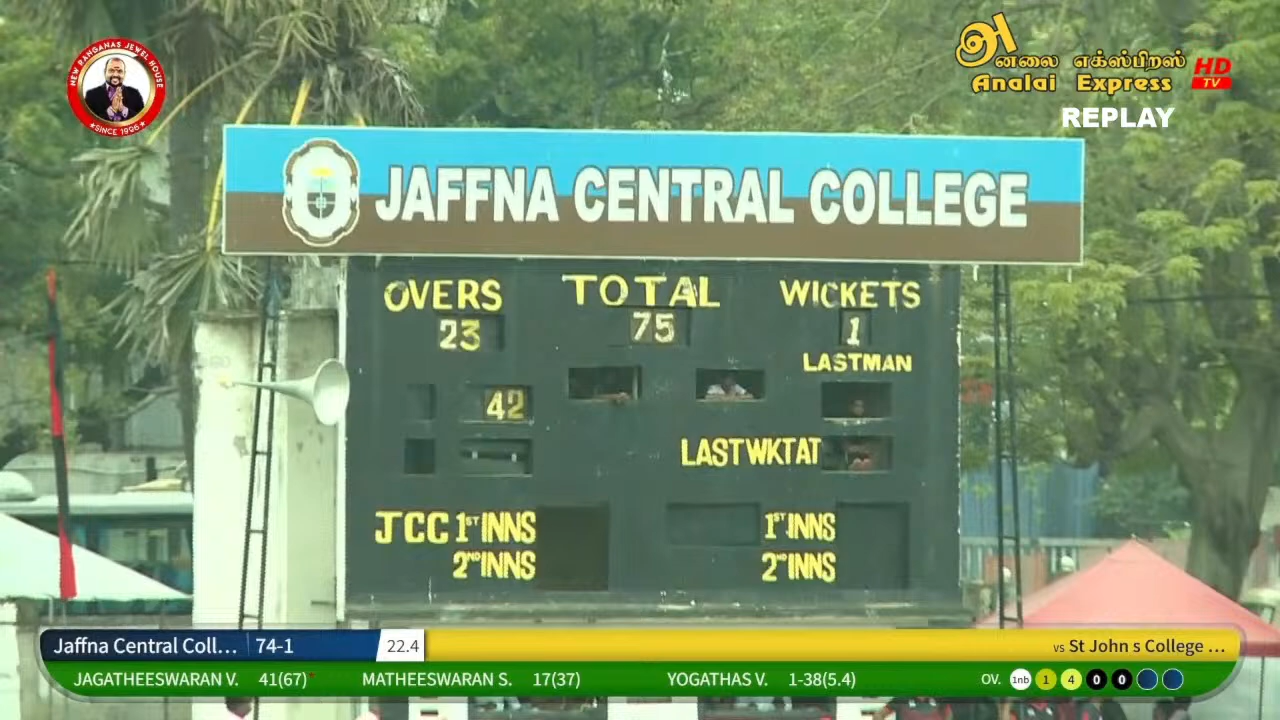 NEW RANGANAS JEWEL HOUSE
★SINCE 1996★
அனலை எக்ஸ்பிரஸ்
Analai Express
HD
TV
REPLAY
JAFFNA CENTRAL COLLEGE
OVERS TOTAL WICKETS
23 75 1
LASTMAN
42
LASTWKTAT
JCC 1ST INNS 1ST INNS
2ND INNS 2ND INNS
Jaffna Central Coll... 74-1 22.4 vs St John s College ...
JAGATHEESWARAN V. 41(67)* MATHEESWARAN S. 17(37) YOGATHAS V. 1-38(5.4) OV. 1nb 1 4 0 0